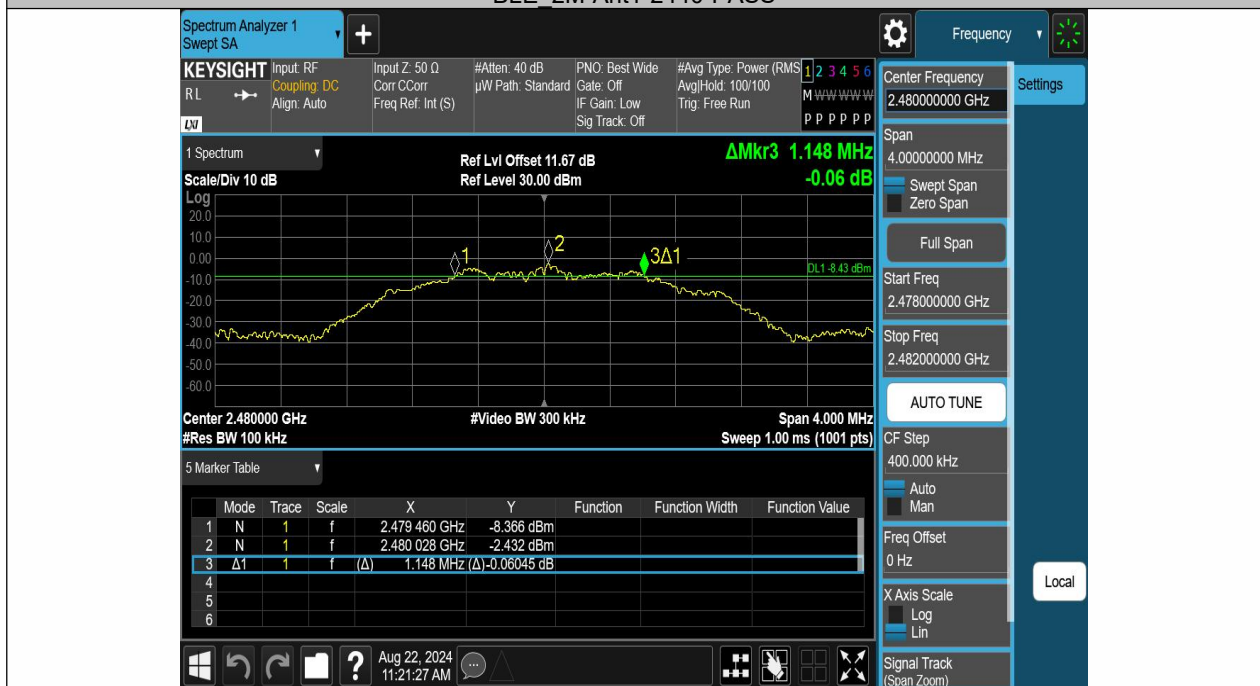 Spectrum Analyzer 1
Swept SA
+
Frequency
KEYSIGHT
RL
LXI
Input: RF
Coupling: DC
Align: Auto
Input Z: 50 Ω
Corr CCorr
Freq Ref: Int (S)
#Atten: 40 dB
µW Path: Standard
PNO: Best Wide
Gate: Off
IF Gain: Low
Sig Track: Off
#Avg Type: Power (RMS
Avg|Hold: 100/100
Trig: Free Run
1 2 3 4 5 6
M W W W W W
P P P P P P
1 Spectrum
Scale/Div 10 dB
Ref Lvl Offset 11.67 dB
Ref Level 30.00 dBm
ΔMkr3 1.148 MHz
-0.06 dB
Log
20.0
10.0
0.00
-10.0
-20.0
-30.0
-40.0
-50.0
-60.0
1
2
3Δ1
DL1 -8.43 dBm
Center 2.480000 GHz
#Video BW 300 kHz
Span 4.000 MHz
#Res BW 100 kHz
Sweep 1.00 ms (1001 pts)
5 Marker Table
Mode Trace Scale X Y Function Function Width Function Value
1 N 1 f 2.479 460 GHz -8.366 dBm
2 N 1 f 2.480 028 GHz -2.432 dBm
3 Δ1 1 f (Δ) 1.148 MHz (Δ) -0.06045 dB
4
5
6
?
Aug 22, 2024
11:21:27 AM
Center Frequency
2.480000000 GHz
Settings
Span
4.00000000 MHz
Swept Span
Zero Span
Full Span
Start Freq
2.478000000 GHz
Stop Freq
2.482000000 GHz
AUTO TUNE
CF Step
400.000 kHz
Auto
Man
Freq Offset
0 Hz
X Axis Scale
Log
Lin
Local
Signal Track
(Span Zoom)